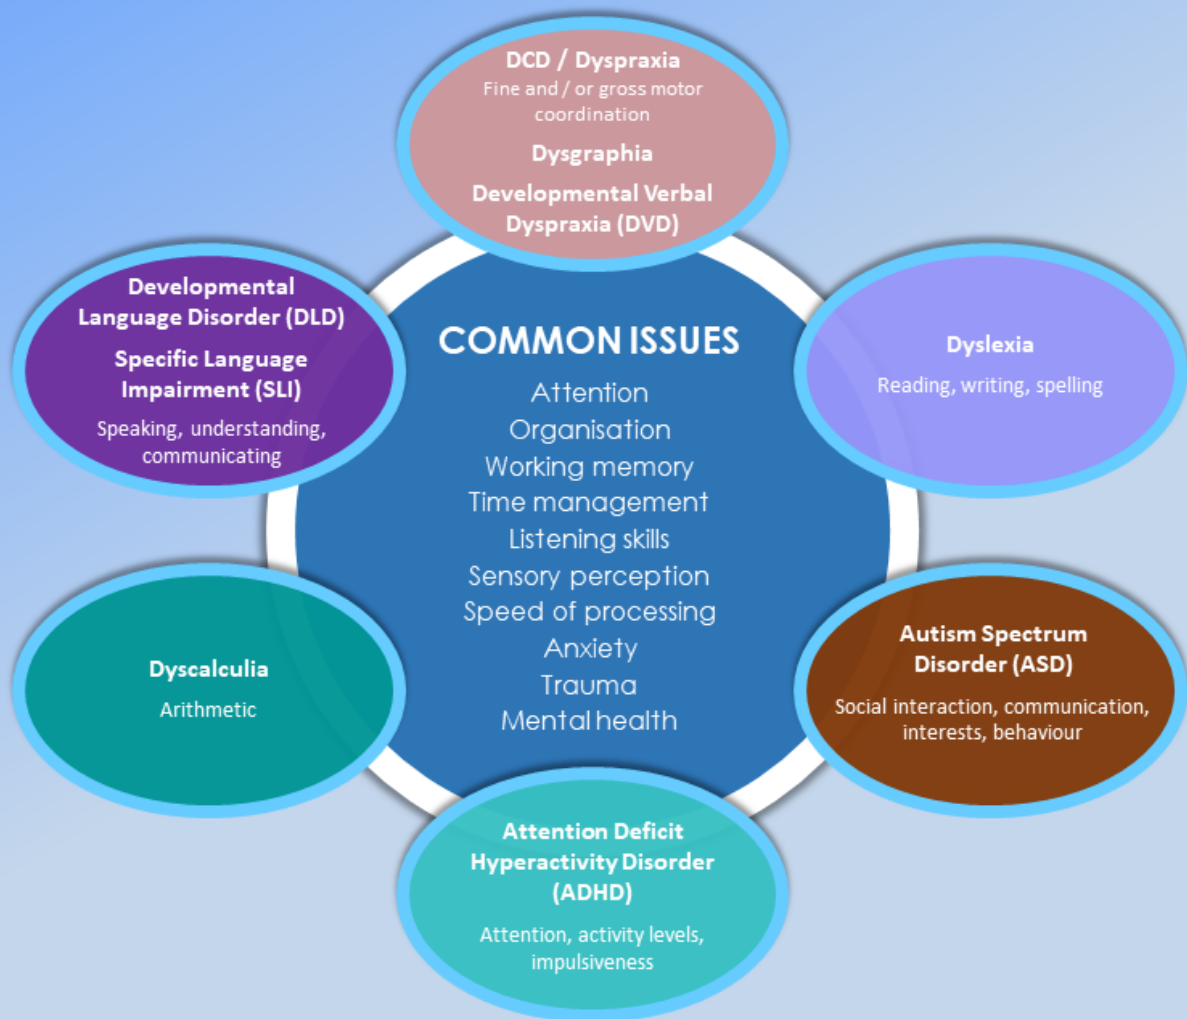 DCD / Dyspraxia
Fine and / or gross motor
coordination
Dysgraphia
Developmental Verbal
Dyspraxia (DVD)
Developmental
Language Disorder (DLD)
Specific Language
Impairment (SLI)
Speaking, understanding,
communicating
COMMON ISSUES
Attention
Organisation
Working memory
Time management
Listening skills
Sensory perception
Speed of processing
Anxiety
Trauma
Mental health
Dyslexia
Reading, writing, spelling
Dyscalculia
Arithmetic
Autism Spectrum
Disorder (ASD)
Social interaction, communication,
interests, behaviour
Attention Deficit
Hyperactivity Disorder
(ADHD)
Attention, activity levels,
impulsiveness